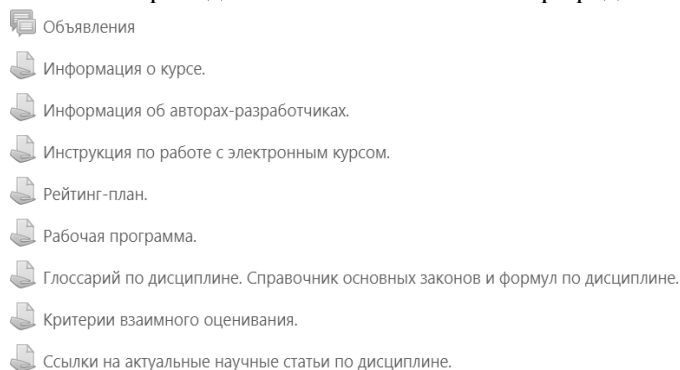 Объявления
Информация о курсе.
Информация об авторах-разработчиках.
Инструкция по работе с электронным курсом.
Рейтинг-план.
Рабочая программа.
Глоссарий по дисциплине. Справочник основных законов и формул по дисциплине.
Критерии взаимного оценивания.
Ссылки на актуальные научные статьи по дисциплине.